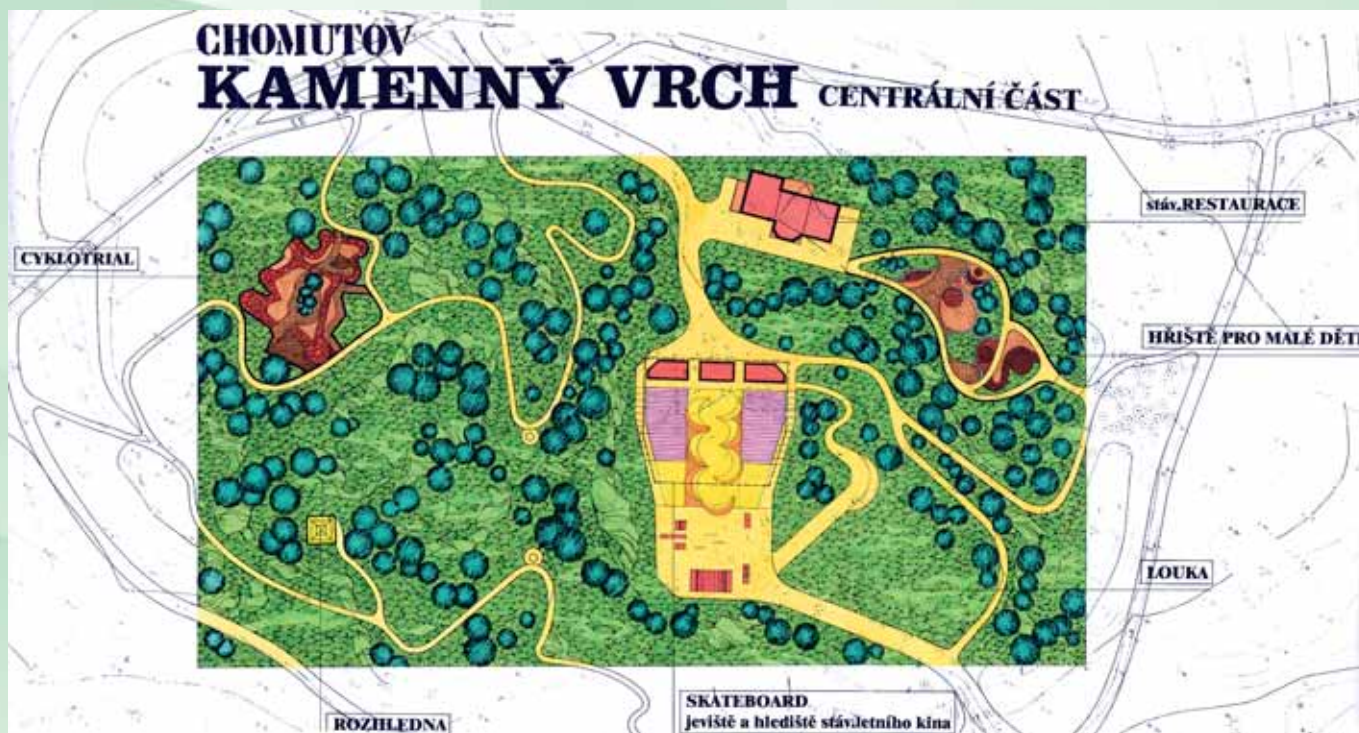 CHOMUTOV
KAMENNÝ VRCH CENTRÁLNÍ ČÁST
stáv.RESTAURACE
CYKLOTRIAL
HŘIŠTĚ PRO MALÉ DĚTI
LOUKA
ROZHLEDNA
SKATEBOARD
jeviště a hlediště stáv.letního kina